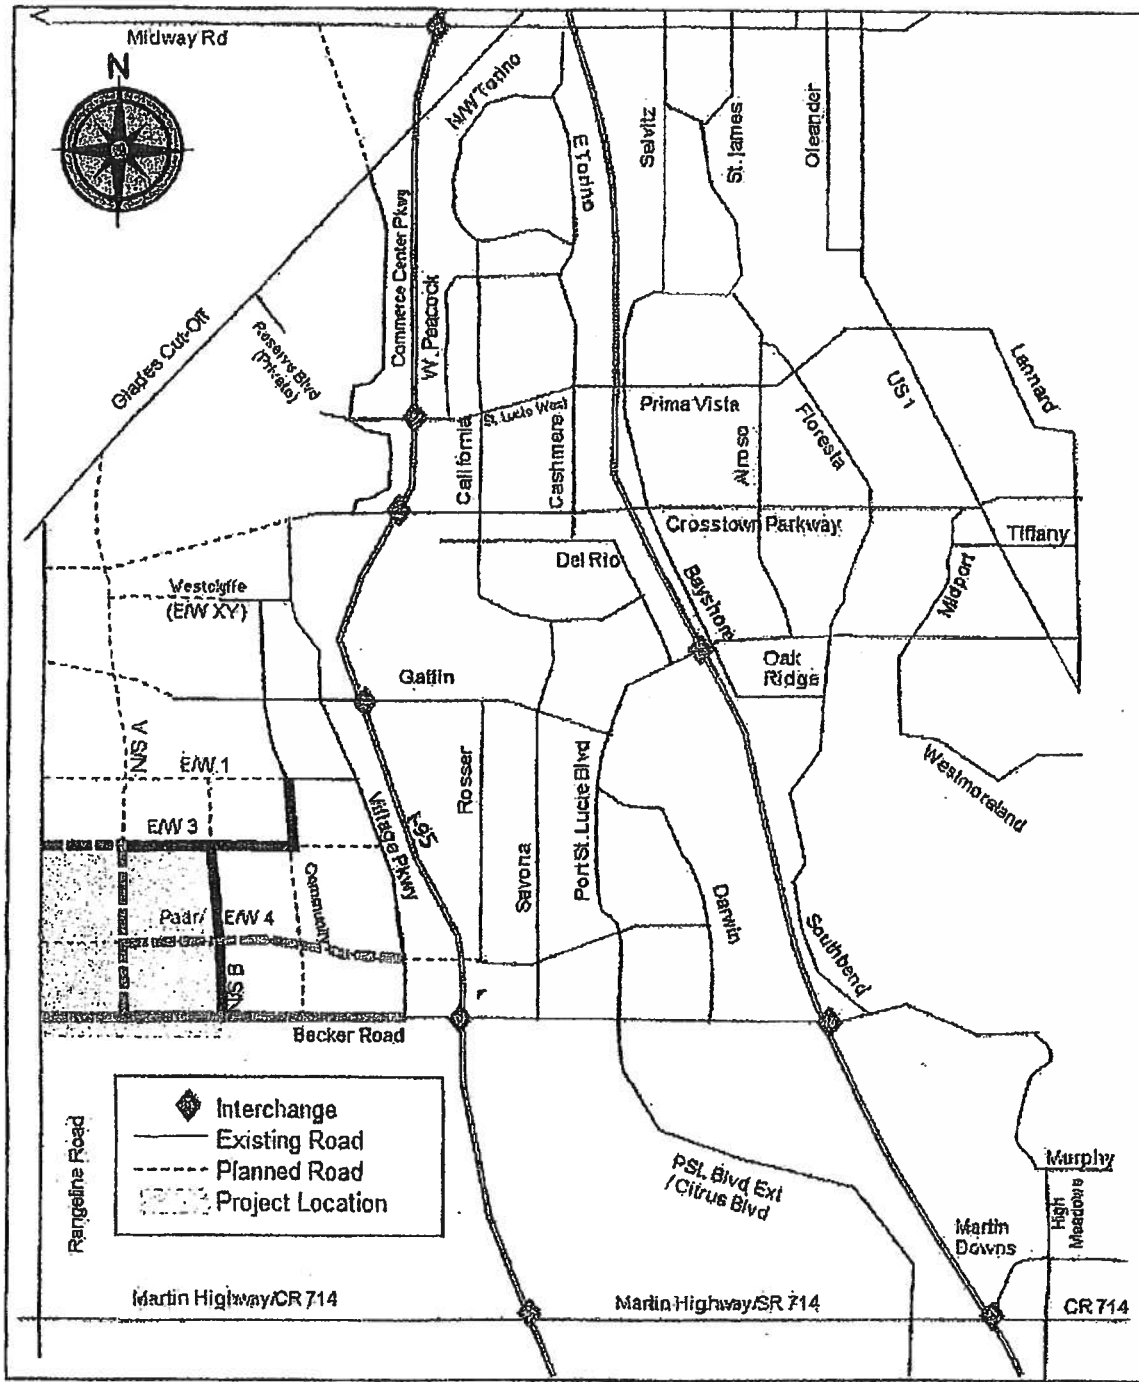 Midway Rd
N
NW Torino
E Torino
Selvitz
St. James
Oleander
Commerce Center Pkwy
W. Peacock
Glades Cut-Off
Reserve Blvd
(Private)
St. Lucie West
California
Cashmere
Prima Vista
Airoso
Floresta
US 1
Lennard
Crosstown Parkway
Tiffany
Midport
Del Rio
Bayshore
Westcliffe
(E/W XY)
Gatlin
Oak
Ridge
Westmoreland
N/S A
E/W 1
E/W 3
Village Pkwy
I-95
Rosser
Savona
Port St. Lucie Blvd
Darwin
Southbend
Community
Paar/
E/W 4
N/S B
Becker Road
Interchange
Existing Road
Planned Road
Project Location
Rangeline Road
PSL Blvd Ext
/Citrus Blvd
Murphy
High
Meadows
Martin
Downs
Martin Highway/CR 714
Martin Highway/SR 714
CR 714